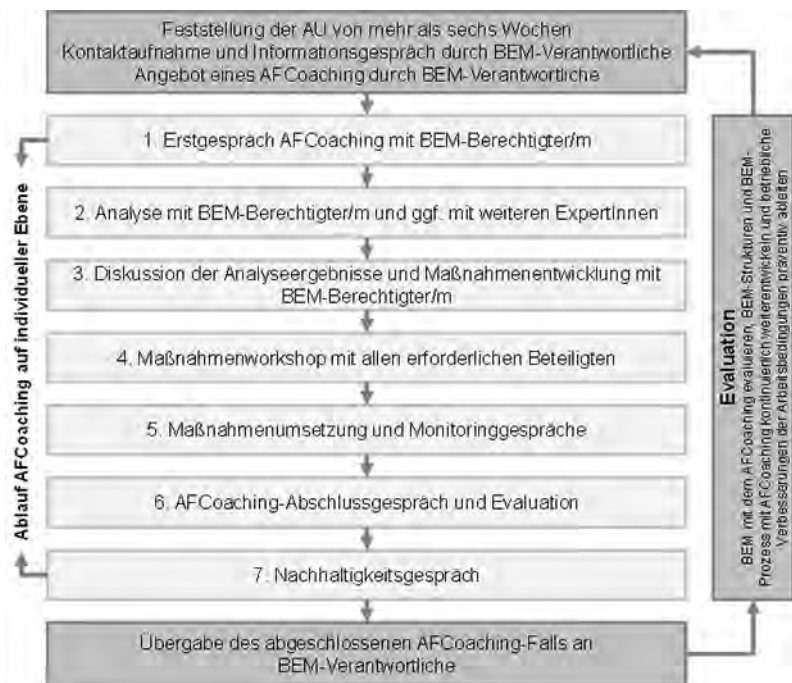 Feststellung der AU von mehr als sechs Wochen
Kontaktaufnahme und Informationsgespräch durch BEM-Verantwortliche
Angebot eines AFCoaching durch BEM-Verantwortliche
Ablauf AFCoaching auf individueller Ebene
1. Erstgespräch AFCoaching mit BEM-Berechtigter/m
2. Analyse mit BEM-Berechtigter/m und ggf. mit weiteren ExpertInnen
3. Diskussion der Analyseergebnisse und Maßnahmenentwicklung mit
BEM-Berechtigter/m
4. Maßnahmenworkshop mit allen erforderlichen Beteiligten
5. Maßnahmenumsetzung und Monitoringgespräche
6. AFCoaching-Abschlussgespräch und Evaluation
7. Nachhaltigkeitsgespräch
Übergabe des abgeschlossenen AFCoaching-Falls an
BEM-Verantwortliche
Evaluation
BEM mit dem AFCoaching evaluieren, BEM-Strukturen und BEM-
Prozess mit AFCoaching kontinuierlich weiterentwickeln und betriebliche
Verbesserungen der Arbeitsbedingungen präventiv ableiten